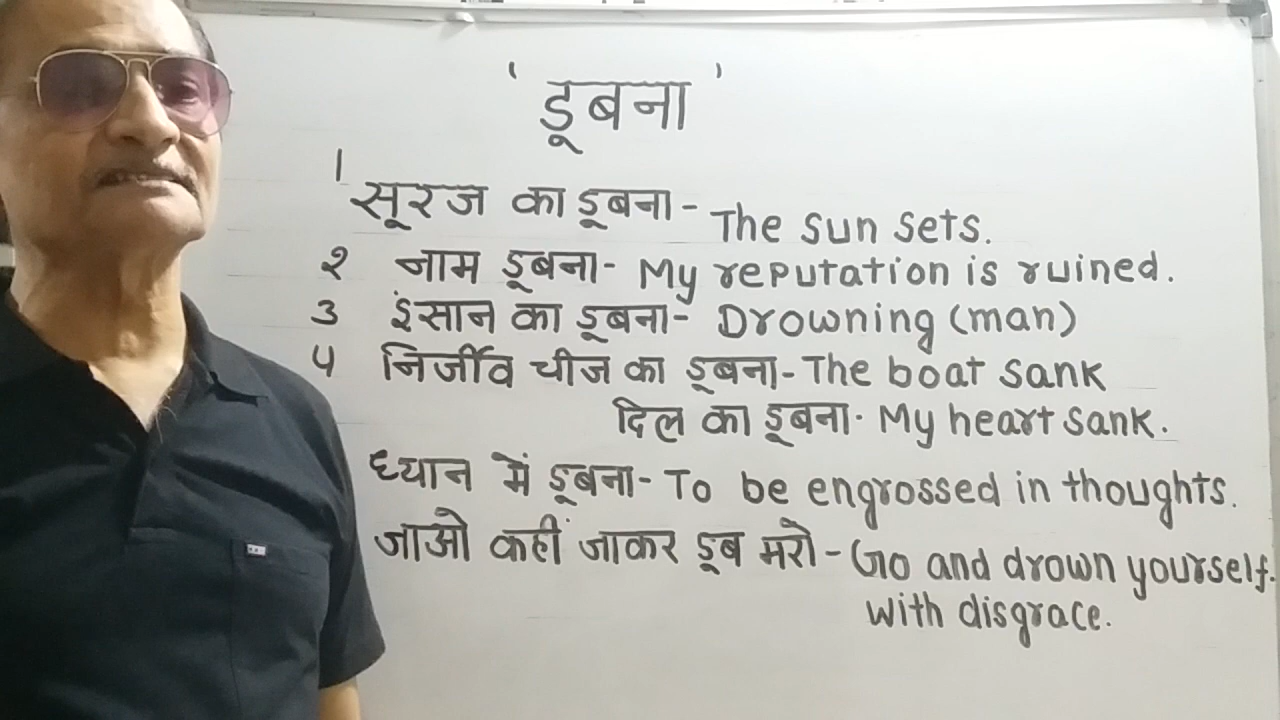 ' डूबना '
1 सूरज का डूबना - The sun sets.
२ नाम डूबना - My reputation is ruined.
3 इंसान का डूबना - Drowning (man)
4 निर्जीव चीज का डूबना - The boat sank
दिल का डूबना - My heart sank.
ध्यान में डूबना - To be engrossed in thoughts.
जाओ कहीं जाकर डूब मरो - Go and drown yourself.
with disgrace.